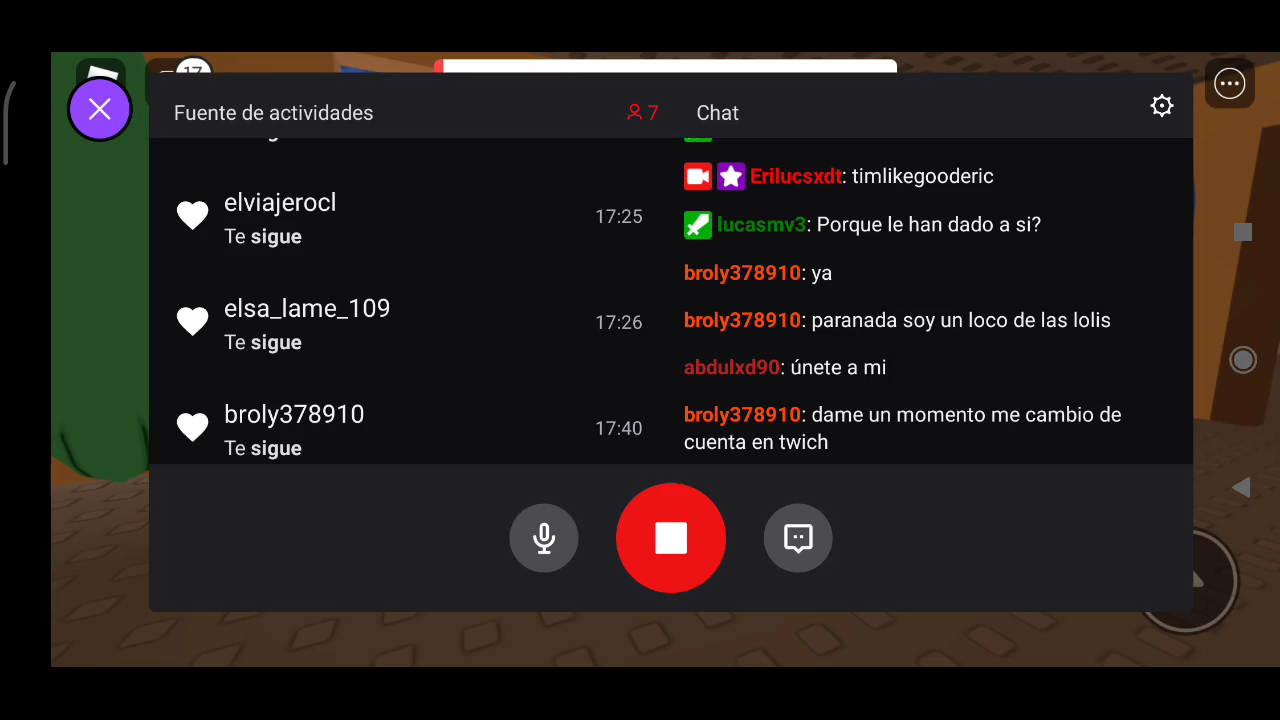 17
Fuente de actividades
7
Chat
elviajerocl
Te sigue
17:25
elsa_lame_109
Te sigue
17:26
broly378910
Te sigue
17:40
Erilucsxdt: timlikegooderic
lucasmv3: Porque le han dado a si?
broly378910: ya
broly378910: paranada soy un loco de las lolis
abdulxd90: únete a mi
broly378910: dame un momento me cambio de
cuenta en twich